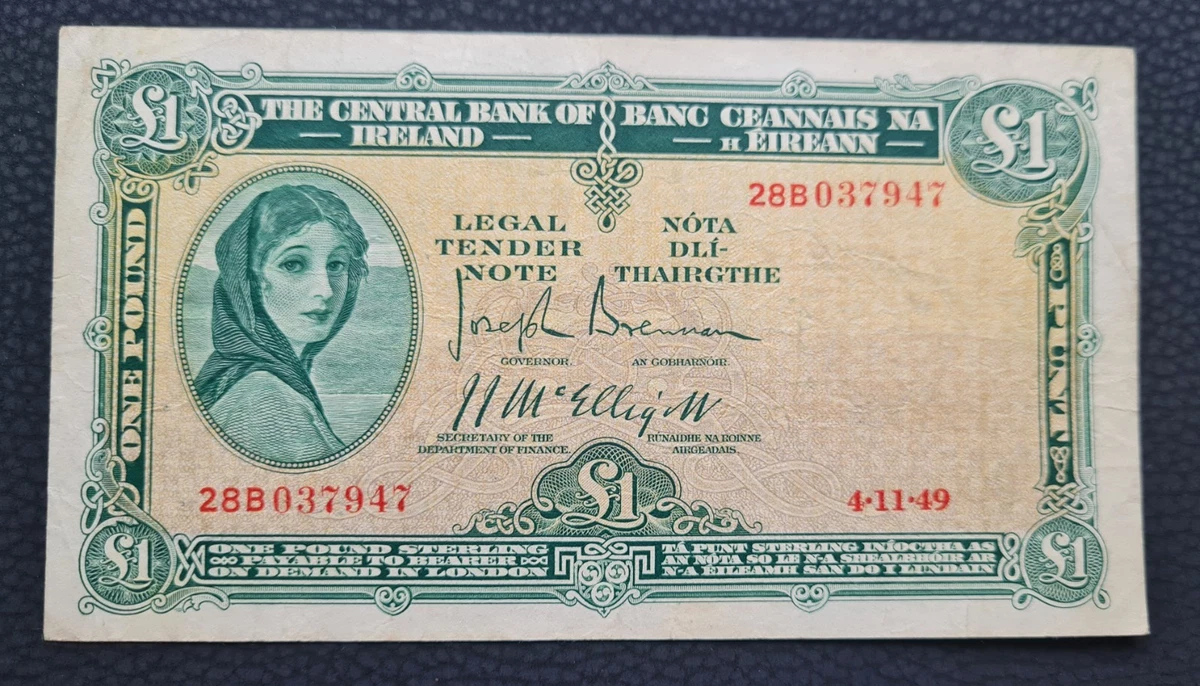 £1
THE CENTRAL BANK OF
— IRELAND —
BANC CEANNAIS NA
— H ÉIREANN —
£1
28B037947
LEGAL
TENDER
NOTE
NÓTA
DLÍ-
THAIRGTHE
ONE POUND
Joseph Brennan
GOVERNOR. AN GOBHARNÓIR.
J J McElligott
SECRETARY OF THE
DEPARTMENT OF FINANCE.
RUNAIDHE NA ROINNE
AIRGEADAIS.
28B037947
£1
4·11·49
£1
ONE POUND STERLING
PAYABLE TO BEARER
ON DEMAND IN LONDON
TÁ PUNT STERLING INÍOCTHA AS
AN NÓTA SO LE N-A SHEALBHÓIR AR
N-A ÉILEAMH SAN DO I LUNDAIN
£1